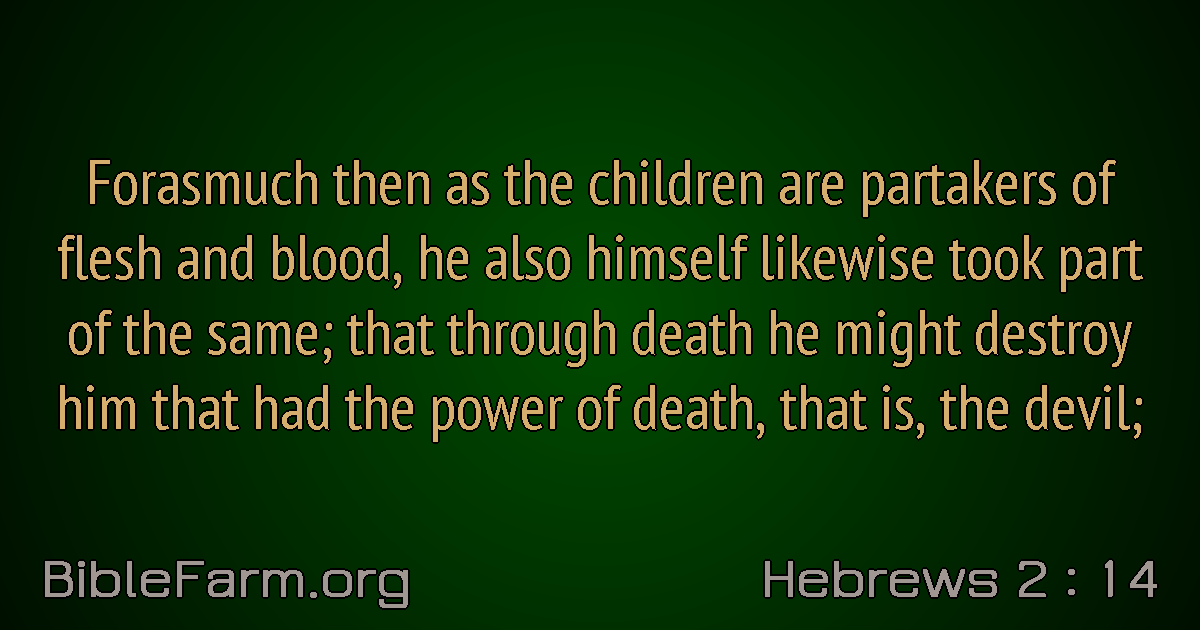 Forasmuch then as the children are partakers of
flesh and blood, he also himself likewise took part
of the same; that through death he might destroy
him that had the power of death, that is, the devil;
BibleFarm.org
Hebrews 2 : 14